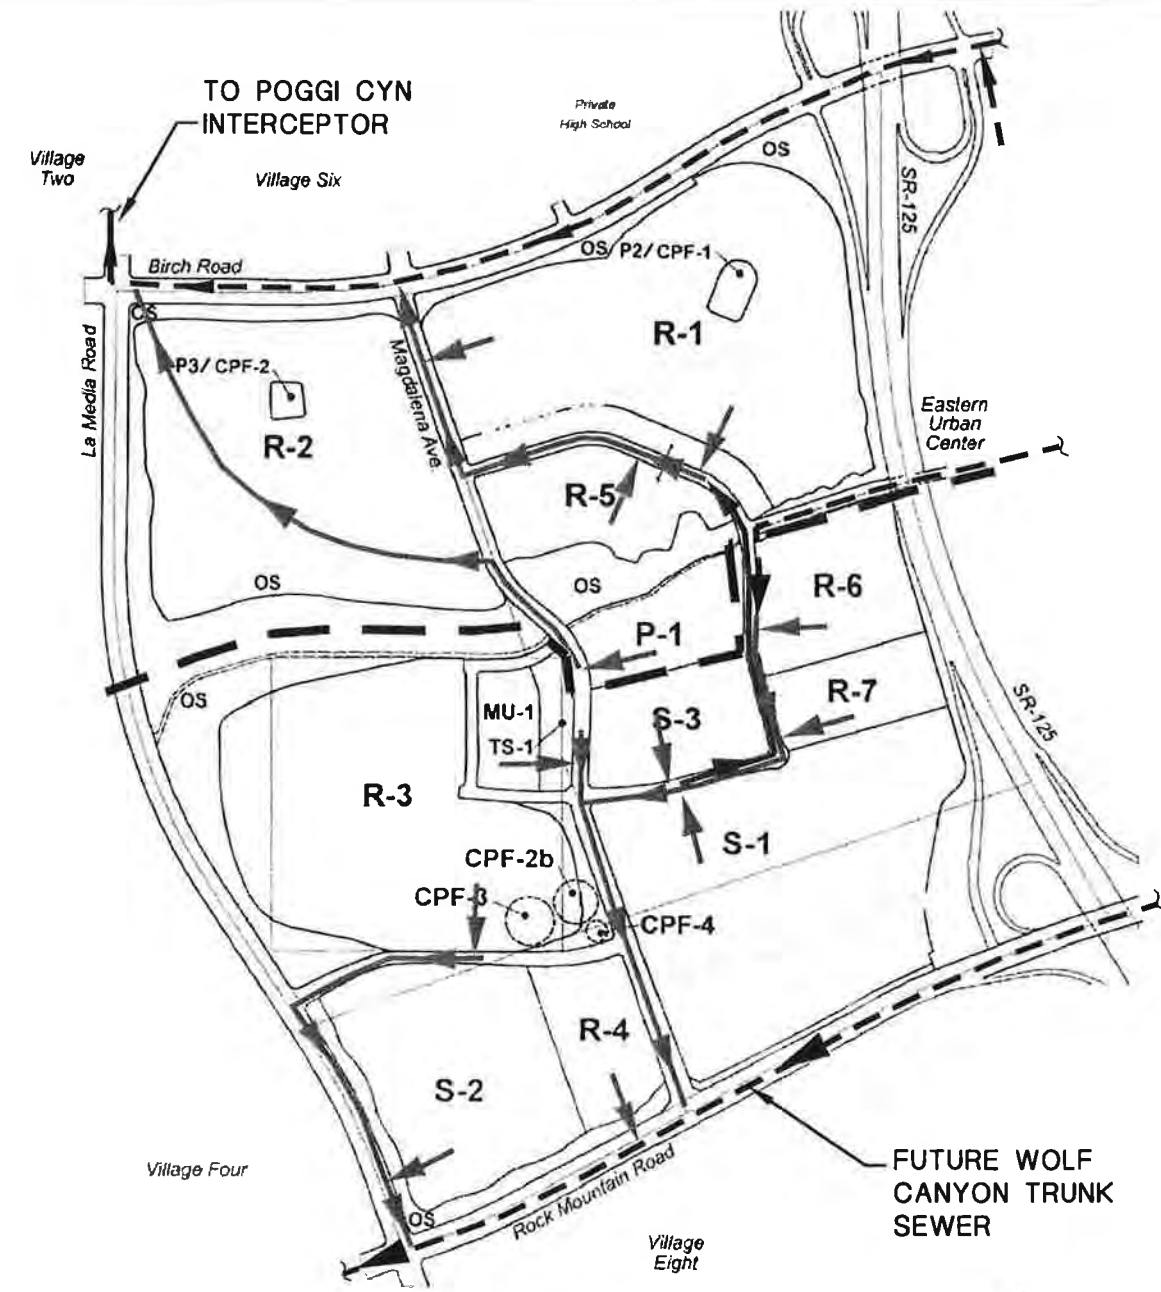 TO POGGI CYN
INTERCEPTOR
Private
High School
Village
Two
Village Six
OS
SR-125
OS
P2/CPF-1
Birch Road
OS
R-1
La Media Road
P3/CPF-2
Magdalena Ave.
R-2
Eastern
Urban
Center
R-5
OS
OS
R-6
P-1
OS
R-7
MU-1
S-3
SR-125
TS-1
R-3
S-1
CPF-2b
CPF-3
CPF-4
R-4
S-2
Village Four
FUTURE WOLF
CANYON TRUNK
SEWER
OS
Rock Mountain Road
Village
Eight